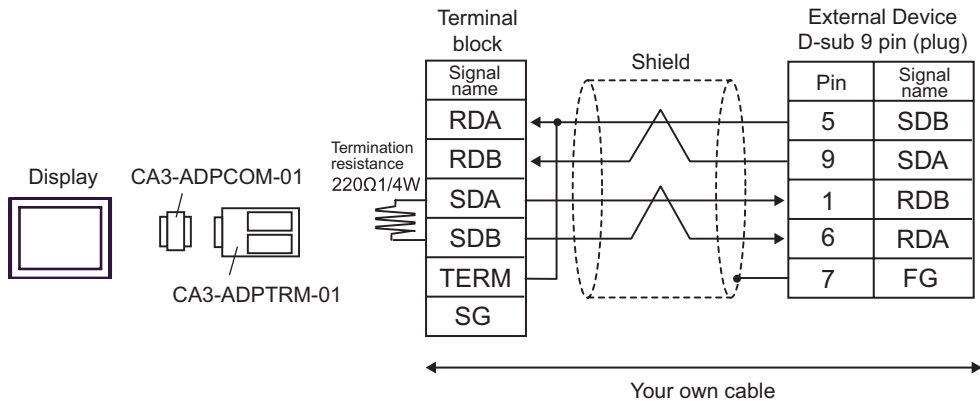 Display
CA3-ADPCOM-01
CA3-ADPTRM-01
Termination
resistance
220Ω1/4W
Terminal
block
Signal
name
RDA
RDB
SDA
SDB
TERM
SG
Shield
External Device
D-sub 9 pin (plug)
Pin Signal
name
5 SDB
9 SDA
1 RDB
6 RDA
7 FG
Your own cable